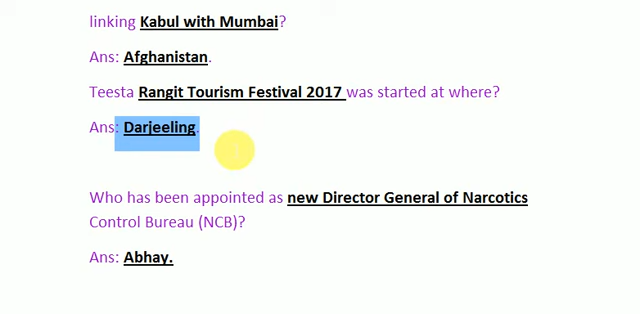 linking Kabul with Mumbai?
Ans: Afghanistan.
Teesta Rangit Tourism Festival 2017 was started at where?
Ans: Darjeeling.
Who has been appointed as new Director General of Narcotics
Control Bureau (NCB)?
Ans: Abhay.